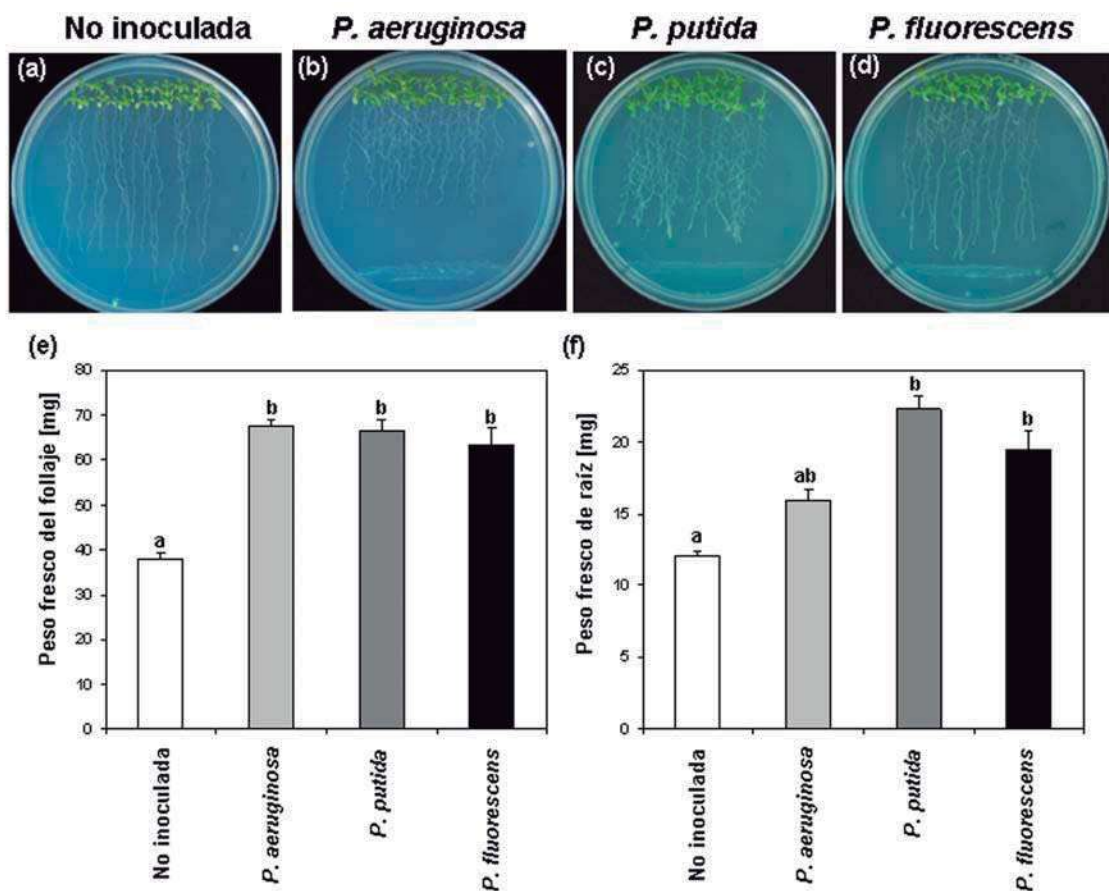 No inoculada
P. aeruginosa
P. putida
P. fluorescens
(a)
(b)
(c)
(d)
(e)
Peso fresco del follaje [mg]
80
70
60
50
40
30
20
10
0
a
b
b
b
No inoculada
P. aeruginosa
P. putida
P. fluorescens
(f)
Peso fresco de raíz [mg]
25
20
15
10
5
0
a
ab
b
b
No inoculada
P. aeruginosa
P. putida
P. fluorescens